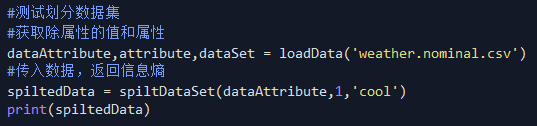 #测试划分数据集
#获取除属性的值和属性
dataAttribute,attribute,dataSet = loadData('weather.nominal.csv')
#传入数据，返回信息熵
spiltedData = spiltDataSet(dataAttribute,1,'cool')
print(spiltedData)